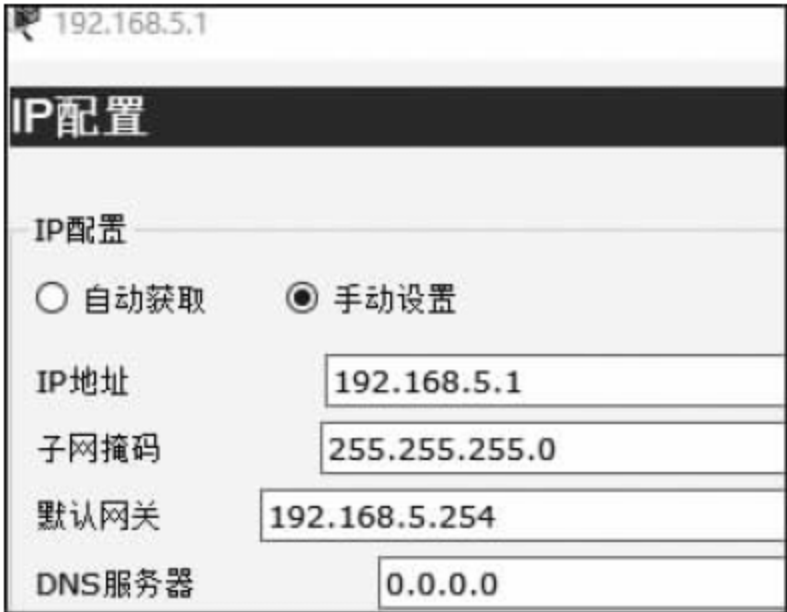 192.168.5.1
IP配置
IP配置
自动获取 手动设置
IP地址 192.168.5.1
子网掩码 255.255.255.0
默认网关 192.168.5.254
DNS服务器 0.0.0.0